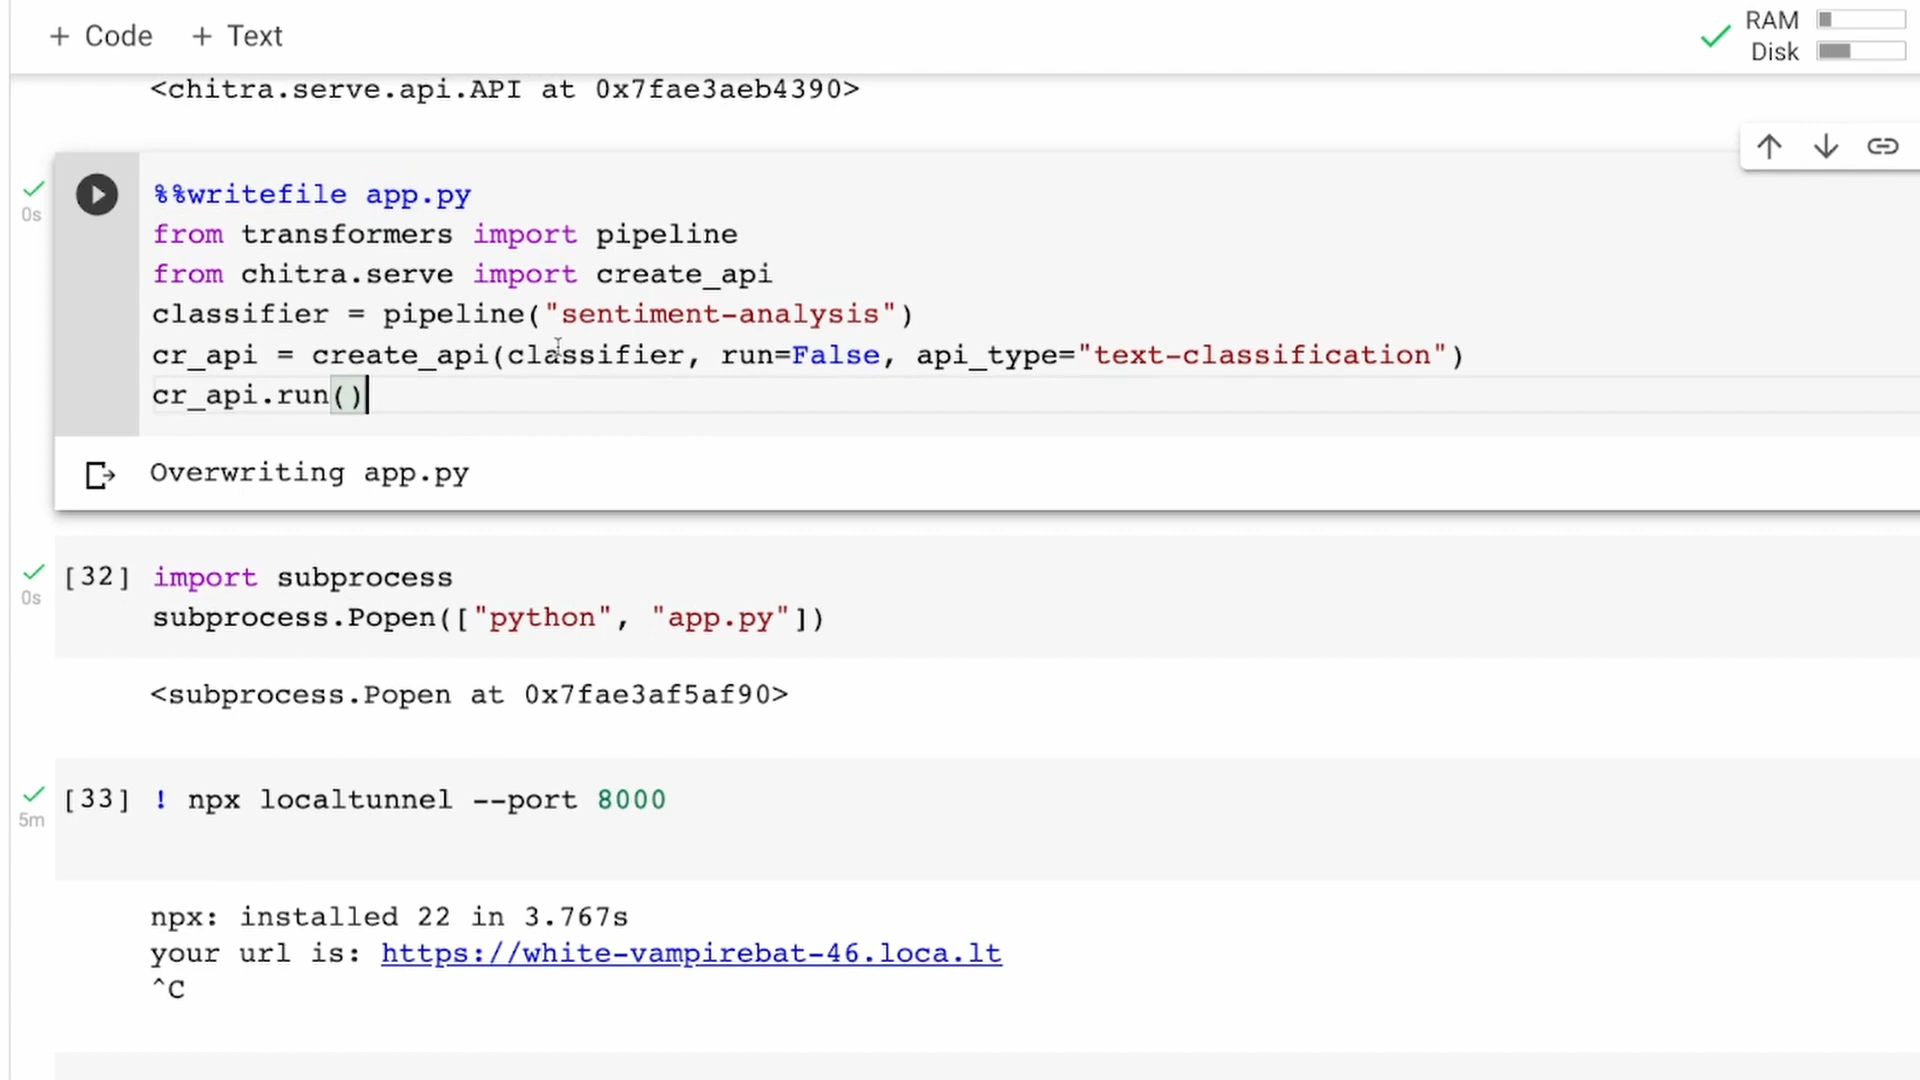 + Code + Text
RAM
Disk
<chitra.serve.api.API at 0x7fae3aeb4390>
0s
%%writefile app.py
from transformers import pipeline
from chitra.serve import create_api
classifier = pipeline("sentiment-analysis")
cr_api = create_api(classifier, run=False, api_type="text-classification")
cr_api.run()
Overwriting app.py
0s
[32] import subprocess
subprocess.Popen(["python", "app.py"])
<subprocess.Popen at 0x7fae3af5af90>
5m
[33] ! npx localtunnel --port 8000
npx: installed 22 in 3.767s
your url is: https://white-vampirebat-46.loca.lt
^C